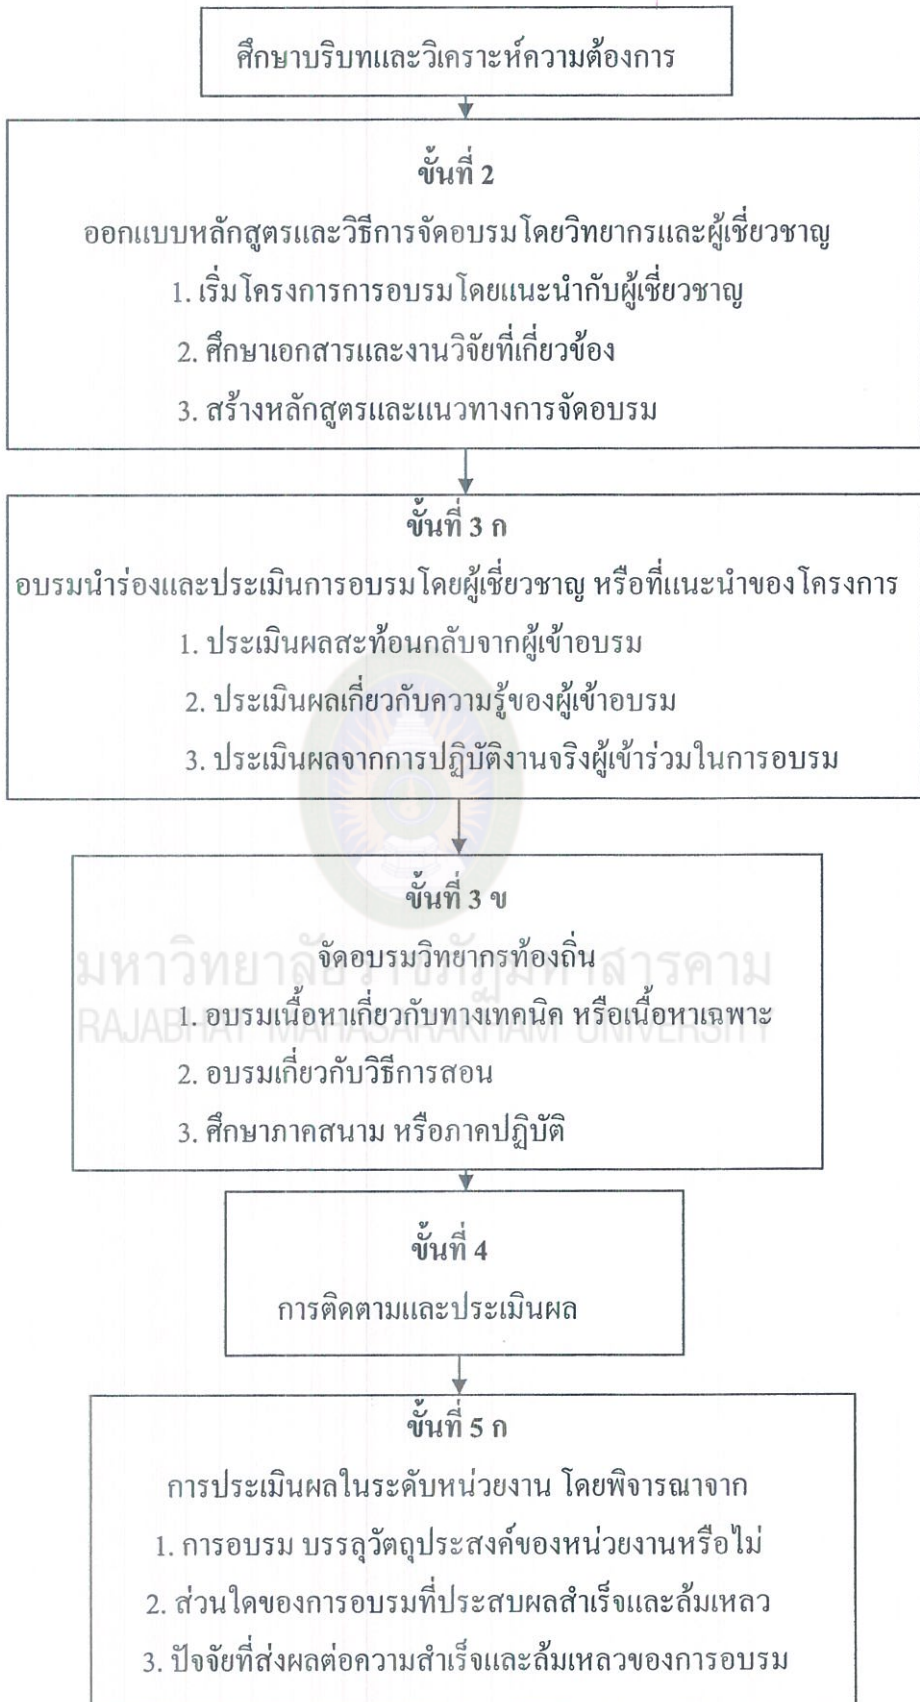 ศึกษาบริบทและวิเคราะห์ความต้องการ
ขั้นที่ 2
ออกแบบหลักสูตรและวิธีการจัดอบรมโดยวิทยากรและผู้เชี่ยวชาญ
1. เริ่มโครงการการอบรมโดยแนะนำกับผู้เชี่ยวชาญ
2. ศึกษาเอกสารและงานวิจัยที่เกี่ยวข้อง
3. สร้างหลักสูตรและแนวทางการจัดอบรม
ขั้นที่ 3 ก
อบรมนำร่องและประเมินการอบรมโดยผู้เชี่ยวชาญ หรือที่แนะนำของโครงการ
1. ประเมินผลสะท้อนกลับจากผู้เข้าอบรม
2. ประเมินผลเกี่ยวกับความรู้ของผู้เข้าอบรม
3. ประเมินผลจากการปฏิบัติงานจริงผู้เข้าร่วมในการอบรม
ขั้นที่ 3 ข
จัดอบรมวิทยากรท้องถิ่น
มหาวิทยาลัยราชภัฏมหาสารคาม
1. อบรมเนื้อหาเกี่ยวกับทางเทคนิค หรือเนื้อหาเฉพาะ
RAJABHAT MAHASARAKHAM UNIVERSITY
2. อบรมเกี่ยวกับวิธีการสอน
3. ศึกษาภาคสนาม หรือภาคปฏิบัติ
ขั้นที่ 4
การติดตามและประเมินผล
ขั้นที่ 5 ก
การประเมินผลในระดับหน่วยงาน โดยพิจารณาจาก
1. การอบรม บรรลุวัตถุประสงค์ของหน่วยงานหรือไม่
2. ส่วนใดของการอบรมที่ประสบผลสำเร็จและล้มเหลว
3. ปัจจัยที่ส่งผลต่อความสำเร็จและล้มเหลวของการอบรม